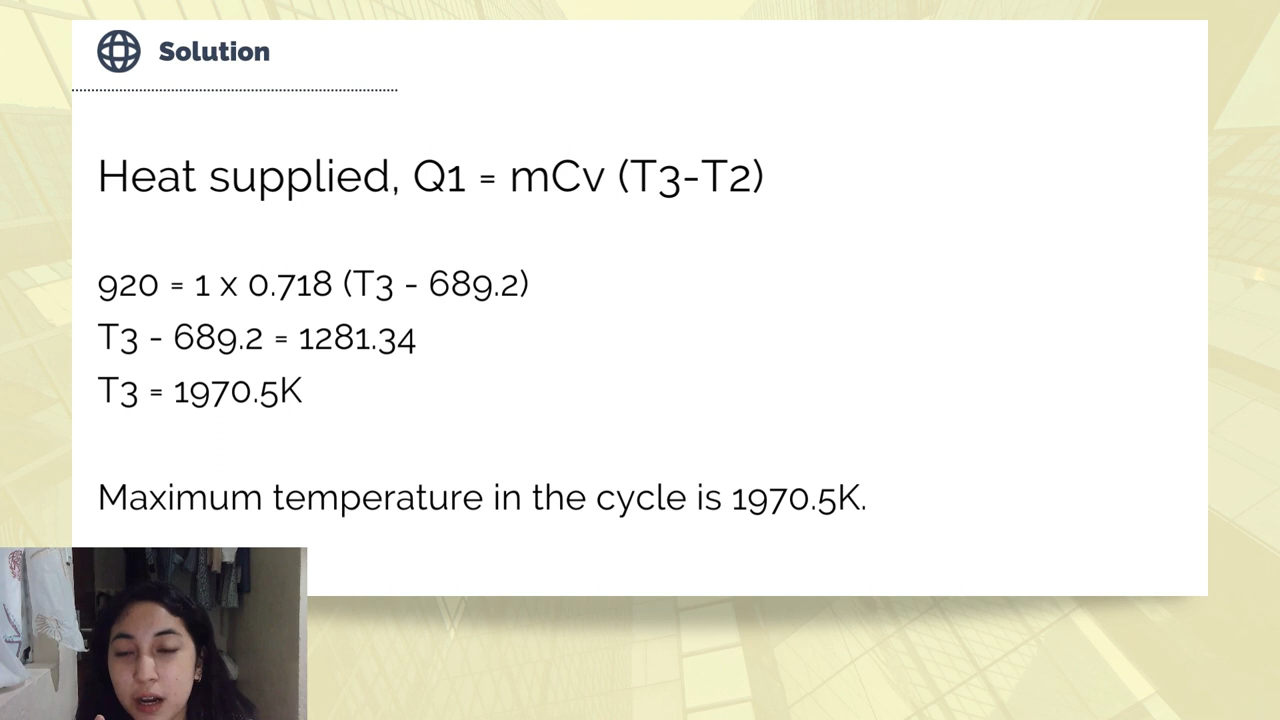 Solution
Heat supplied, Q1 = mCv (T3-T2)
920 = 1 x 0.718 (T3 - 689.2)
T3 - 689.2 = 1281.34
T3 = 1970.5K
Maximum temperature in the cycle is 1970.5K.